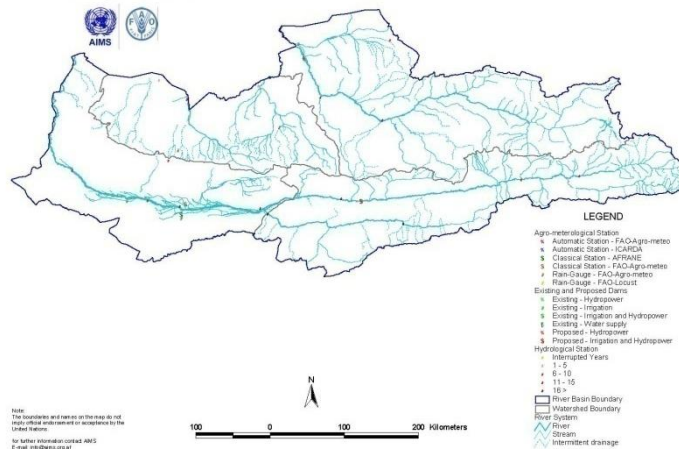 AIMS
F A O
LEGEND
Agro-meterological Station
Automatic Station - FAO-Agro-meteo
Automatic Station - ICARDA
Classical Station - AFRANE
Classical Station - FAO-Agro-meteo
Rain-Gauge - FAO-Agro-meteo
Rain-Gauge - FAO-Locust
Existing and Proposed Dams
Existing - Hydropower
Existing - Irrigation
Existing - Irrigation and Hydropower
Existing - Water supply
Proposed - Hydropower
Proposed - Irrigation and Hydropower
Hydrological Station
Interrupted Years
1 - 5
6 - 10
11 - 15
16 >
River Basin Boundary
Watershed Boundary
River System
River
Stream
Intermittent drainage
N
100 0 100 200 Kilometers
Note:
The boundaries and names on the map do not
imply official endorsement or acceptance by the
United Nations.
for further information contact AIMS
E-mail: info@aims.org.af